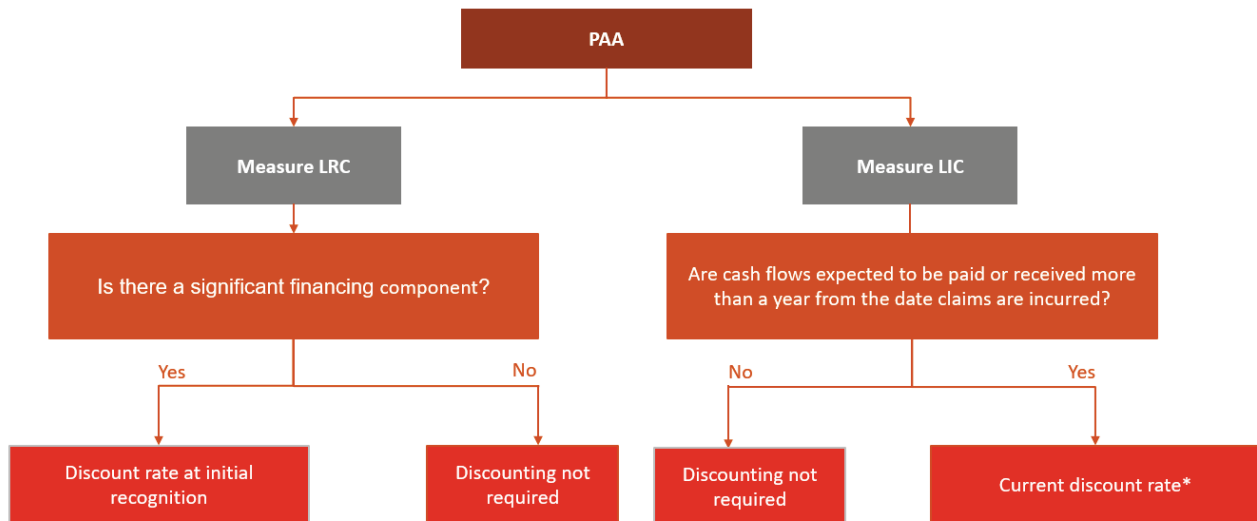 PAA
Measure LRC
Measure LIC
Is there a significant financing component?
Are cash flows expected to be paid or received more
than a year from the date claims are incurred?
Yes
No
No
Yes
Discount rate at initial
recognition
Discounting not
required
Discounting not
required
Current discount rate*